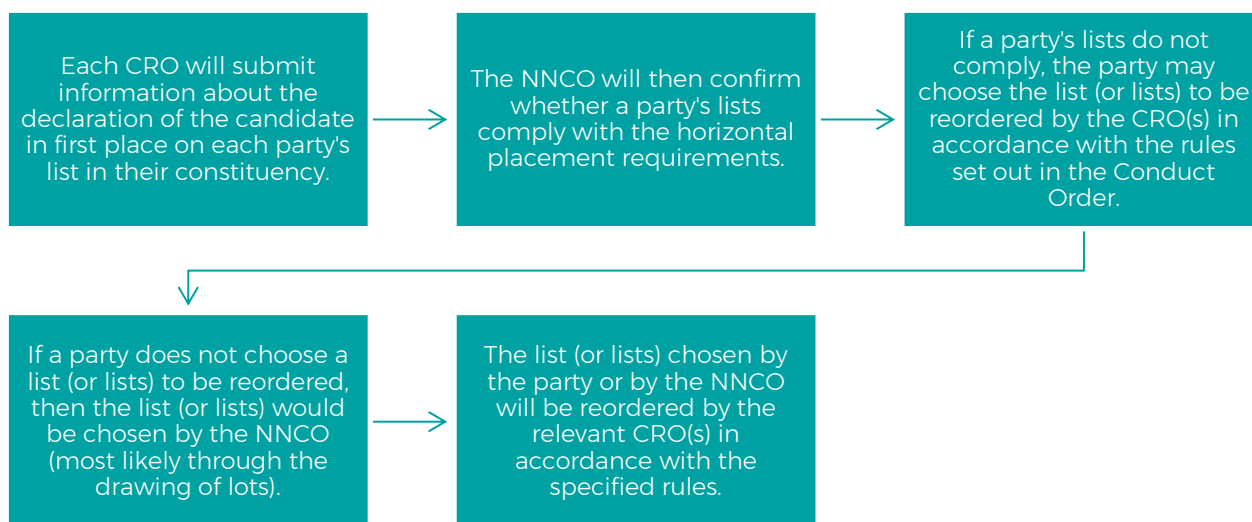 Each CRO will submit
information about the
declaration of the candidate
in first place on each party's
list in their constituency.
The NNCO will then confirm
whether a party's lists
comply with the horizontal
placement requirements.
If a party's lists do not
comply, the party may
choose the list (or lists) to be
reordered by the CRO(s) in
accordance with the rules
set out in the Conduct
Order.
If a party does not choose a
list (or lists) to be reordered,
then the list (or lists) would
be chosen by the NNCO
(most likely through the
drawing of lots).
The list (or lists) chosen by
the party or by the NNCO
will be reordered by the
relevant CRO(s) in
accordance with the
specified rules.